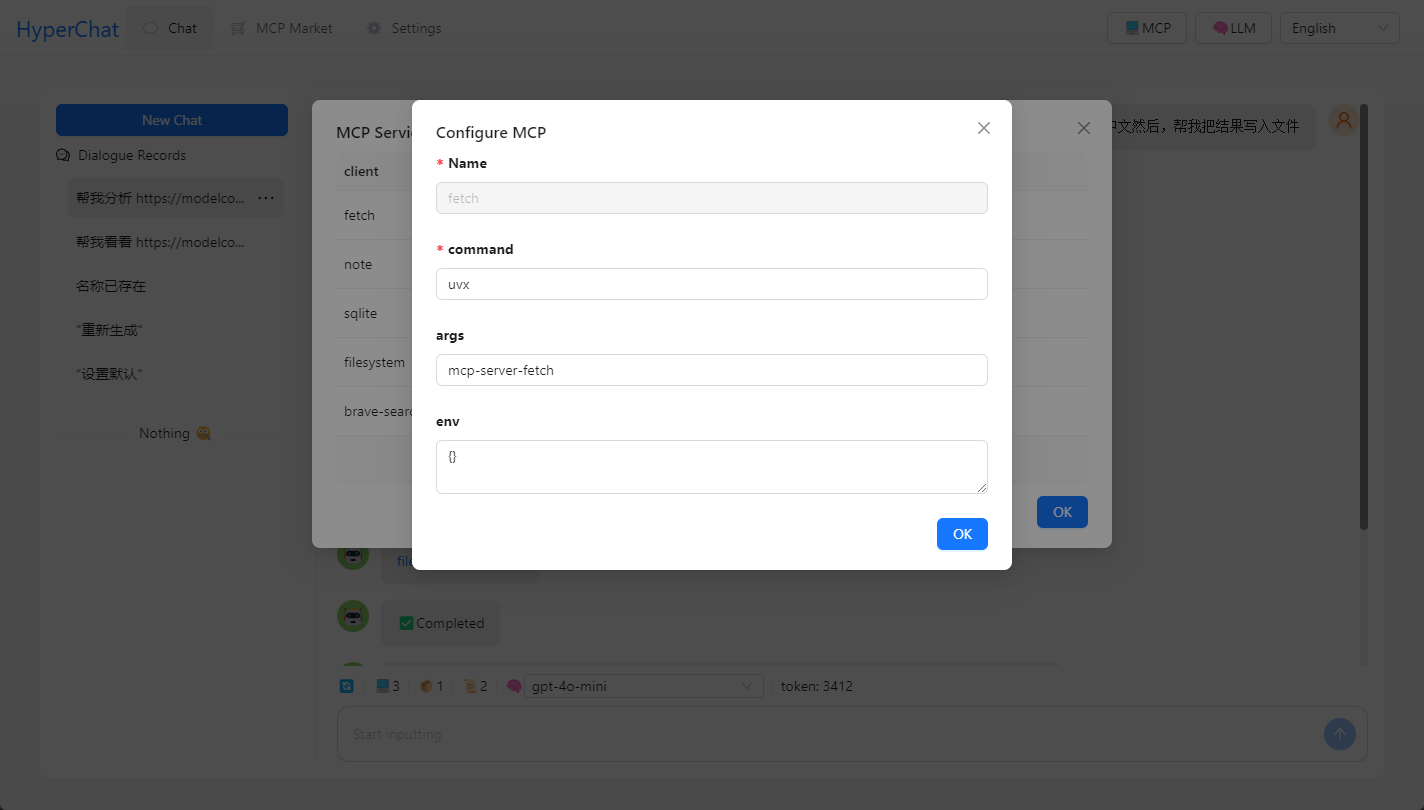 HyperChat
Chat
MCP Market
Settings
MCP
LLM
English
New Chat
Dialogue Records
帮我分析 https://modelco...
帮我看看 https://modelco...
名称已存在
“重新生成”
“设置默认”
Nothing
MCP
client
fetch
note
sqlite
filesystem
OK
Configure MCP
* Name
fetch
* command
uvx
args
mcp-server-fetch
env
{}
OK
中文然后，帮我把结果写入文件
Completed
3
1
2
gpt-4o-mini
token: 3412
Start inputting